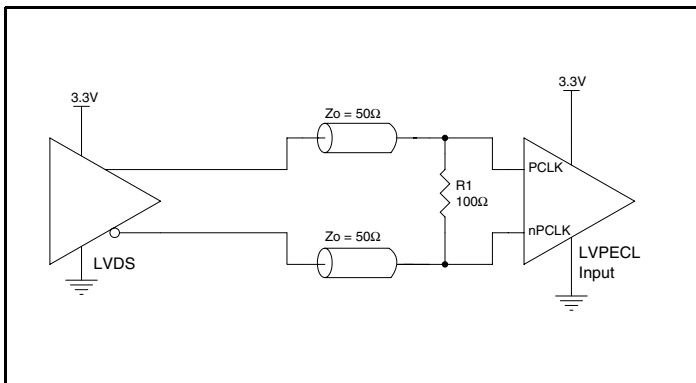 3.3V
3.3V
Zo = 50Ω
PCLK
R1
100Ω
nPCLK
Zo = 50Ω
LVDS
LVPECL
Input